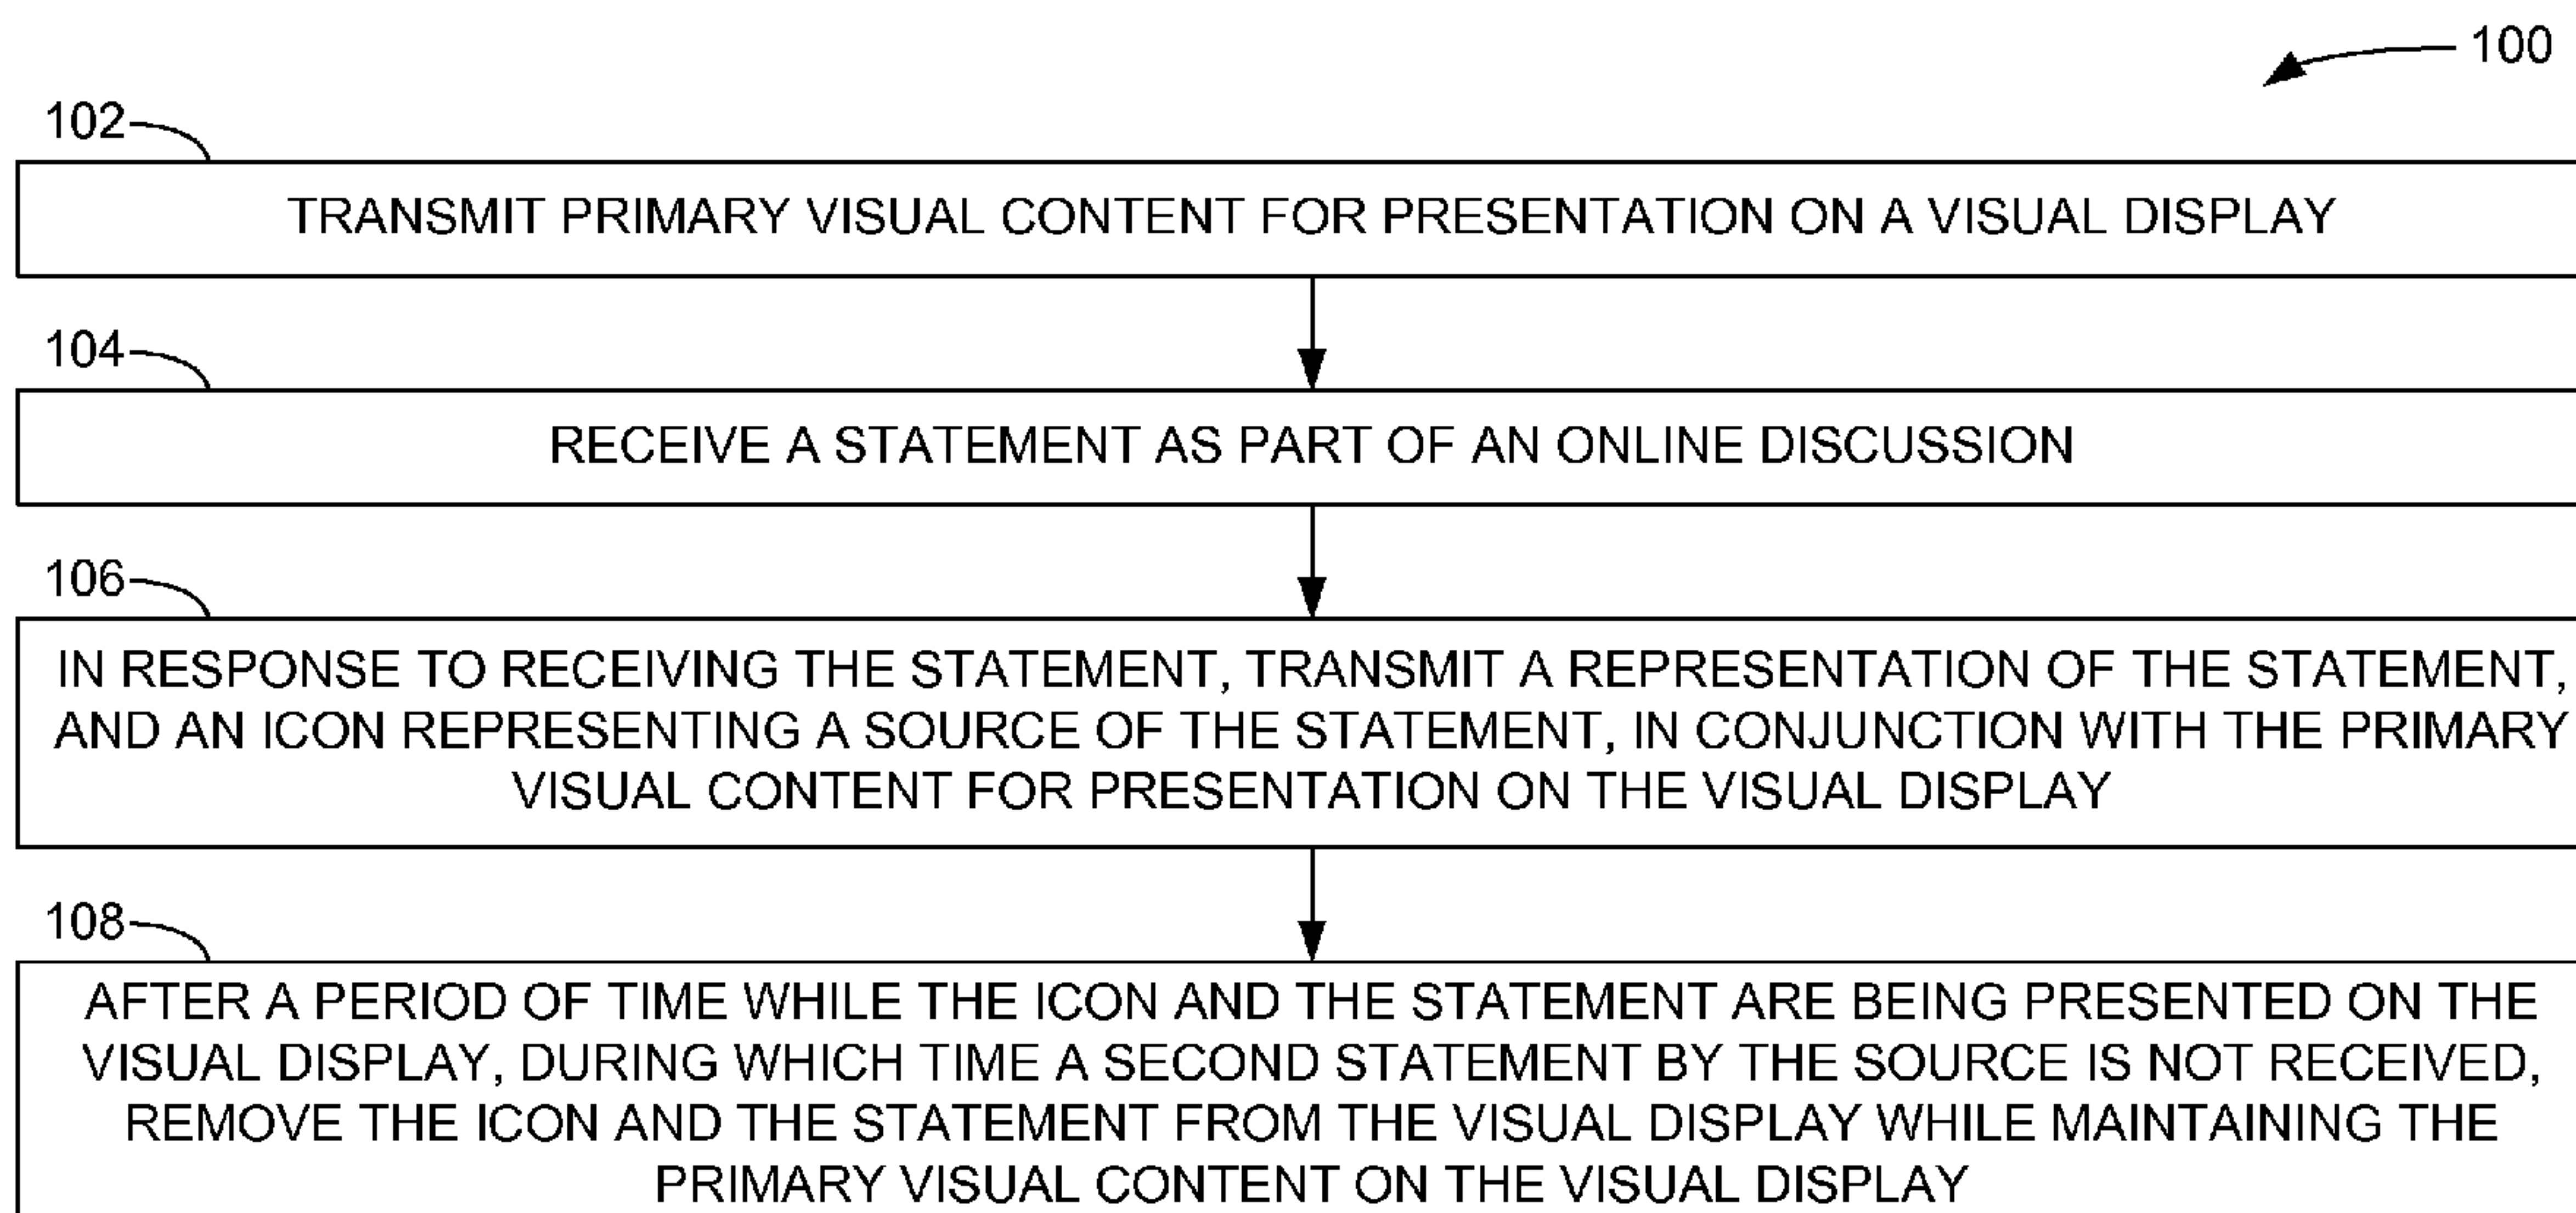 100
102
TRANSMIT PRIMARY VISUAL CONTENT FOR PRESENTATION ON A VISUAL DISPLAY
104
RECEIVE A STATEMENT AS PART OF AN ONLINE DISCUSSION
106
IN RESPONSE TO RECEIVING THE STATEMENT, TRANSMIT A REPRESENTATION OF THE STATEMENT,
AND AN ICON REPRESENTING A SOURCE OF THE STATEMENT, IN CONJUNCTION WITH THE PRIMARY
VISUAL CONTENT FOR PRESENTATION ON THE VISUAL DISPLAY
108
AFTER A PERIOD OF TIME WHILE THE ICON AND THE STATEMENT ARE BEING PRESENTED ON THE
VISUAL DISPLAY, DURING WHICH TIME A SECOND STATEMENT BY THE SOURCE IS NOT RECEIVED,
REMOVE THE ICON AND THE STATEMENT FROM THE VISUAL DISPLAY WHILE MAINTAINING THE
PRIMARY VISUAL CONTENT ON THE VISUAL DISPLAY